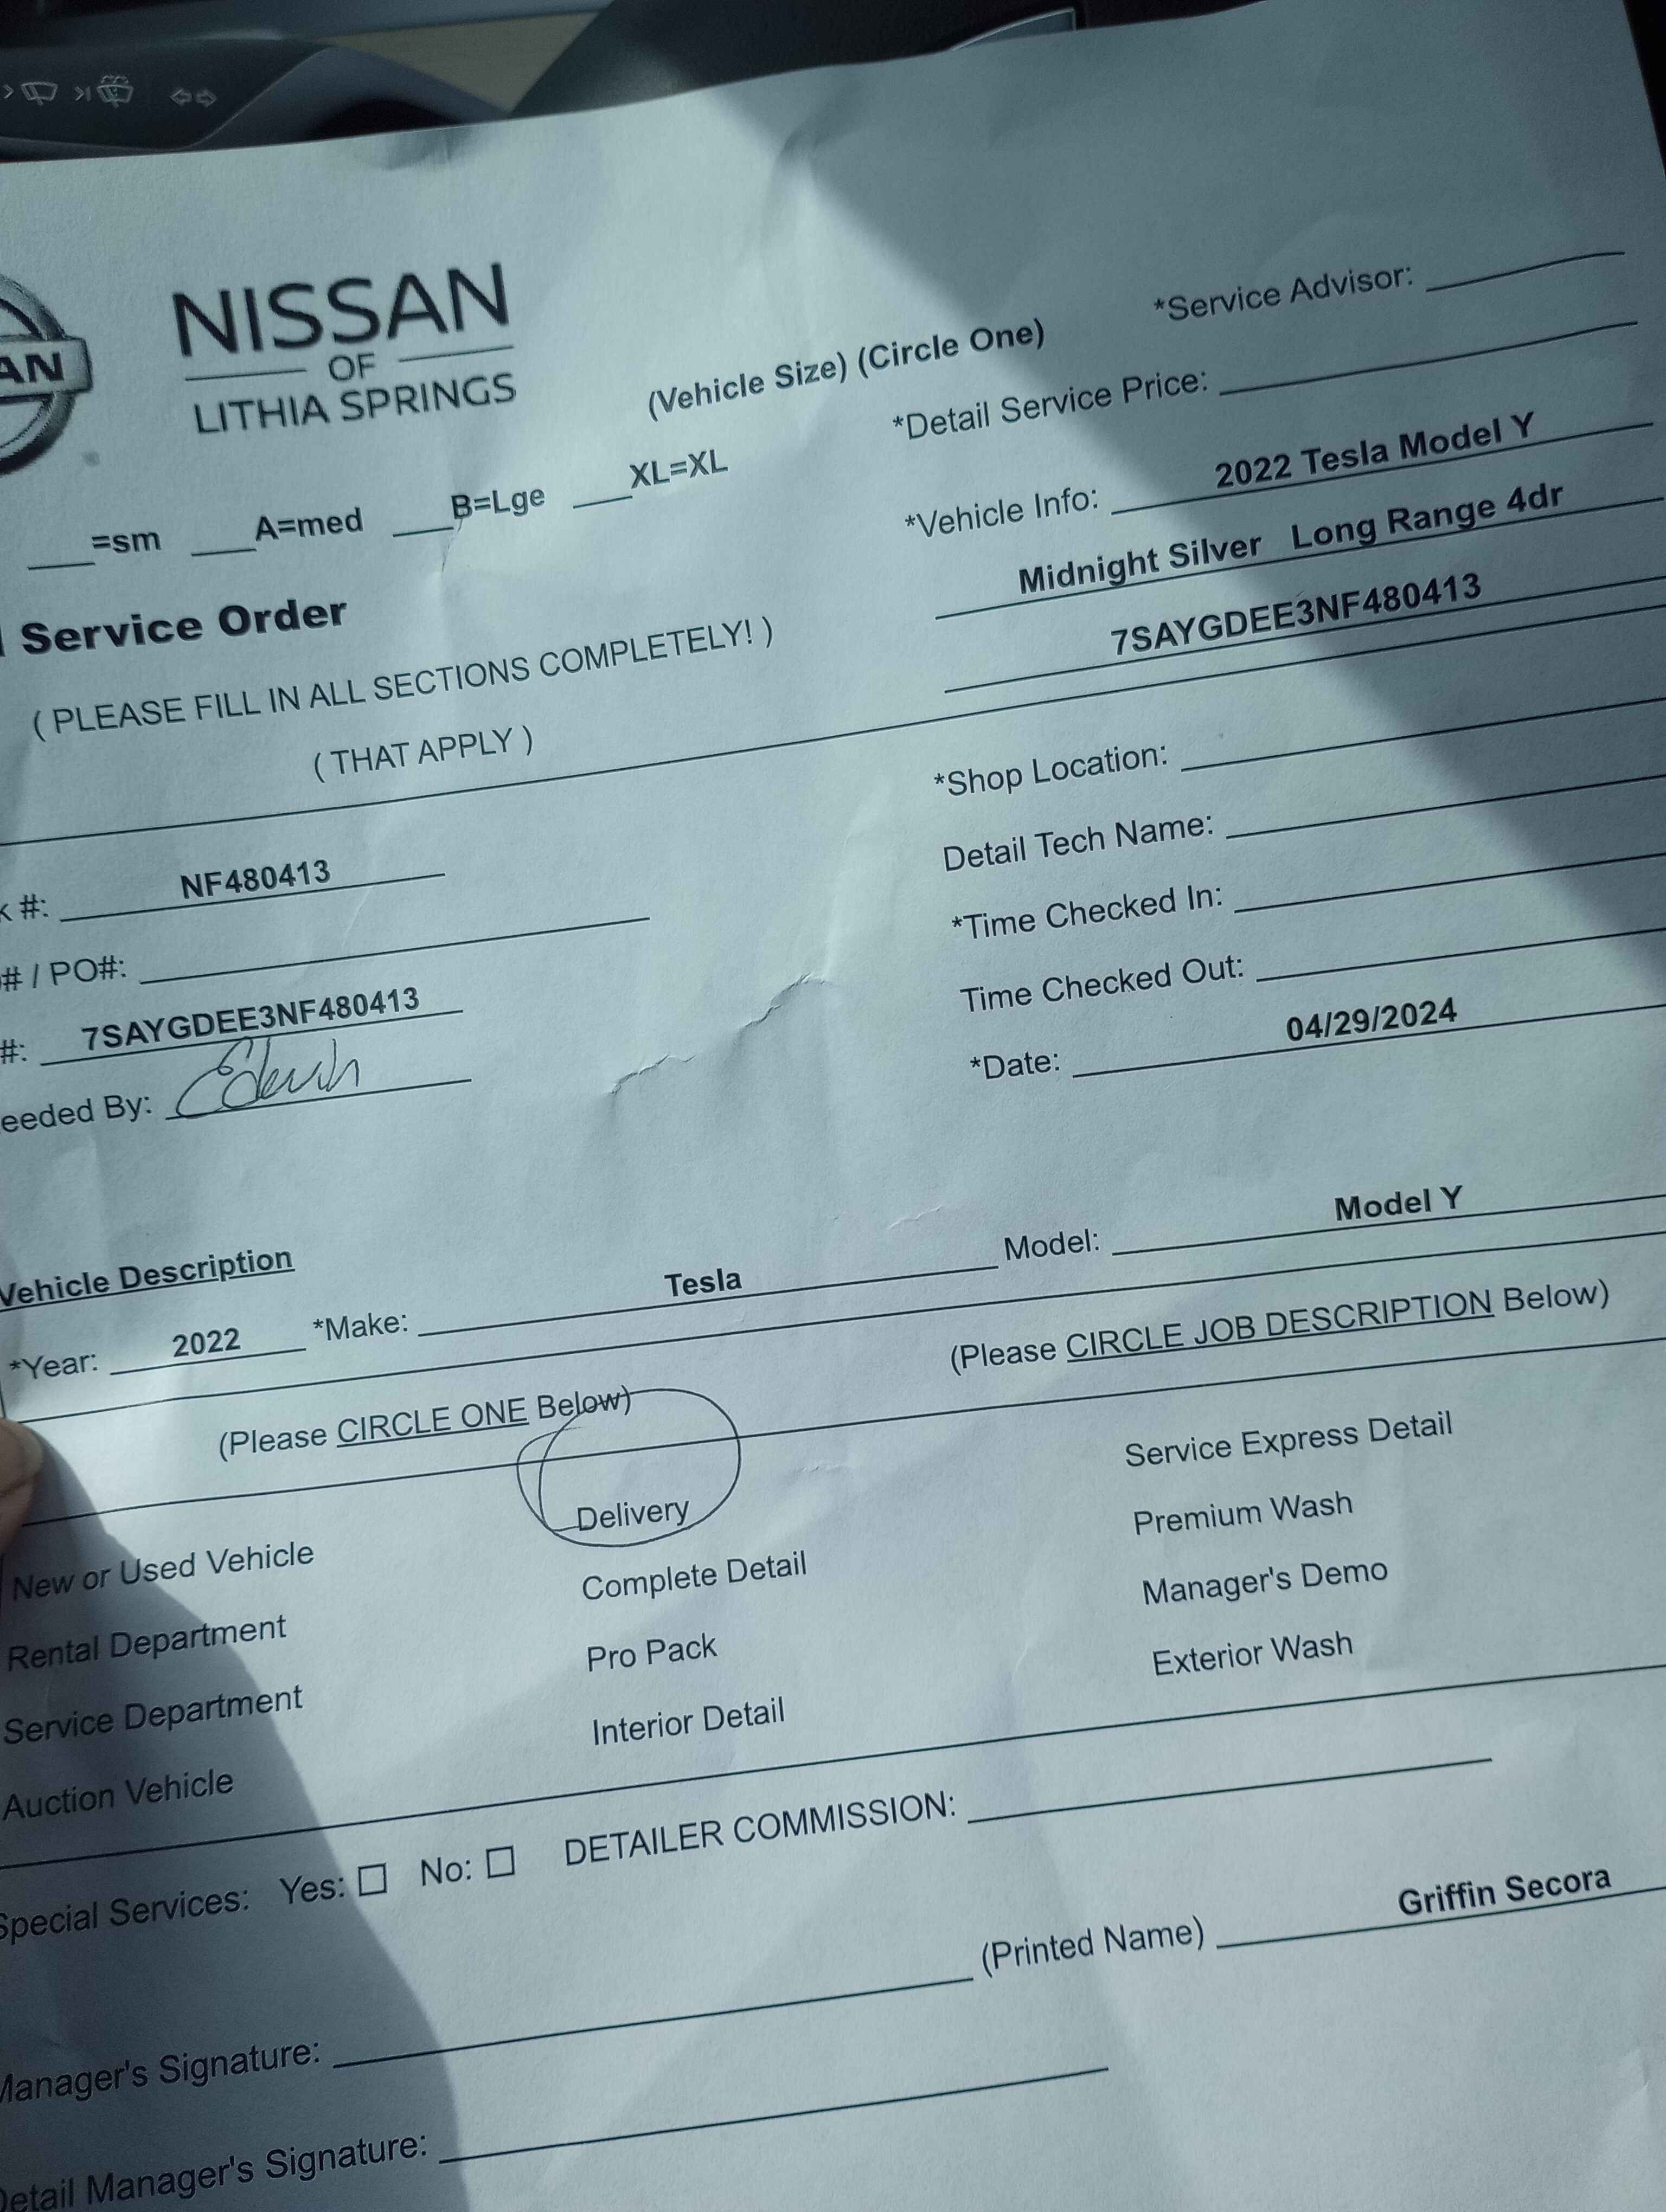 NISSAN
OF
LITHIA SPRINGS
AN
(Vehicle Size) (Circle One)
=sm A=med B=Lge XL=XL
*Service Advisor:
*Detail Service Price:
*Vehicle Info: 2022 Tesla Model Y
Midnight Silver Long Range 4dr
7SAYGDEE3NF480413
Service Order
( PLEASE FILL IN ALL SECTIONS COMPLETELY! )
( THAT APPLY )
#: NF480413
# / PO#:
#: 7SAYGDEE3NF480413
eeded By:
*Shop Location:
Detail Tech Name:
*Time Checked In:
Time Checked Out:
*Date: 04/29/2024
Vehicle Description
*Year: 2022 *Make: Tesla Model: Model Y
(Please CIRCLE ONE Below) (Please CIRCLE JOB DESCRIPTION Below)
New or Used Vehicle Delivery Service Express Detail
Rental Department Complete Detail Premium Wash
Service Department Pro Pack Manager's Demo
Auction Vehicle Interior Detail Exterior Wash
Special Services: Yes: No: DETAILER COMMISSION:
Manager's Signature: (Printed Name) Griffin Secora
Detail Manager's Signature: